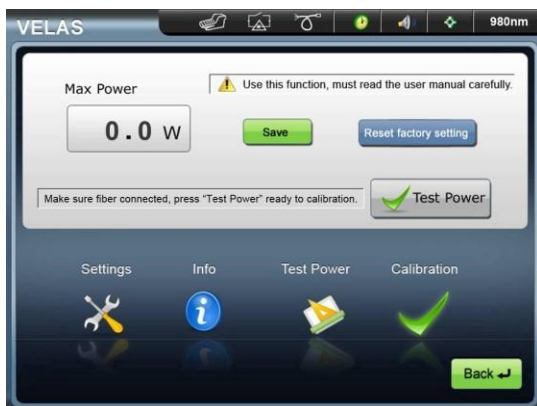 VELAS
980nm
Max Power
Use this function, must read the user manual carefully.
0.0 W
Save
Reset factory setting
Make sure fiber connected, press "Test Power" ready to calibration.
Test Power
Settings
Info
Test Power
Calibration
Back